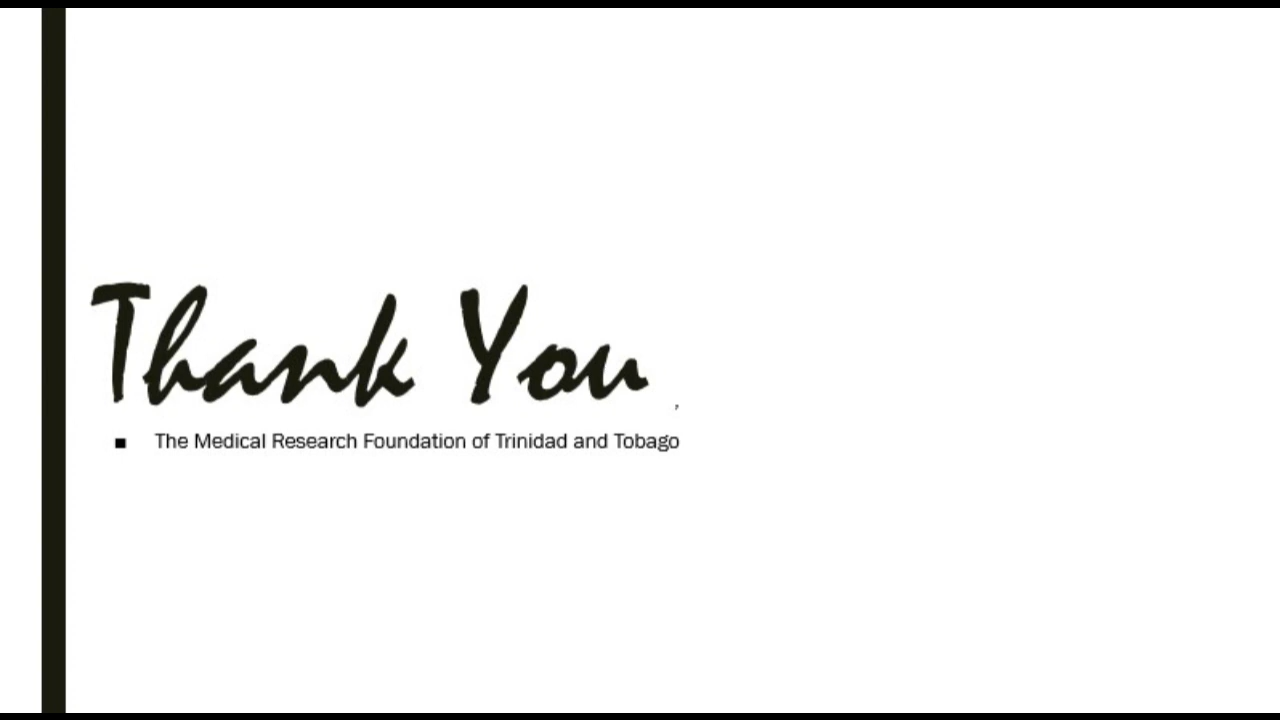 Thank You ,
▪ The Medical Research Foundation of Trinidad and Tobago